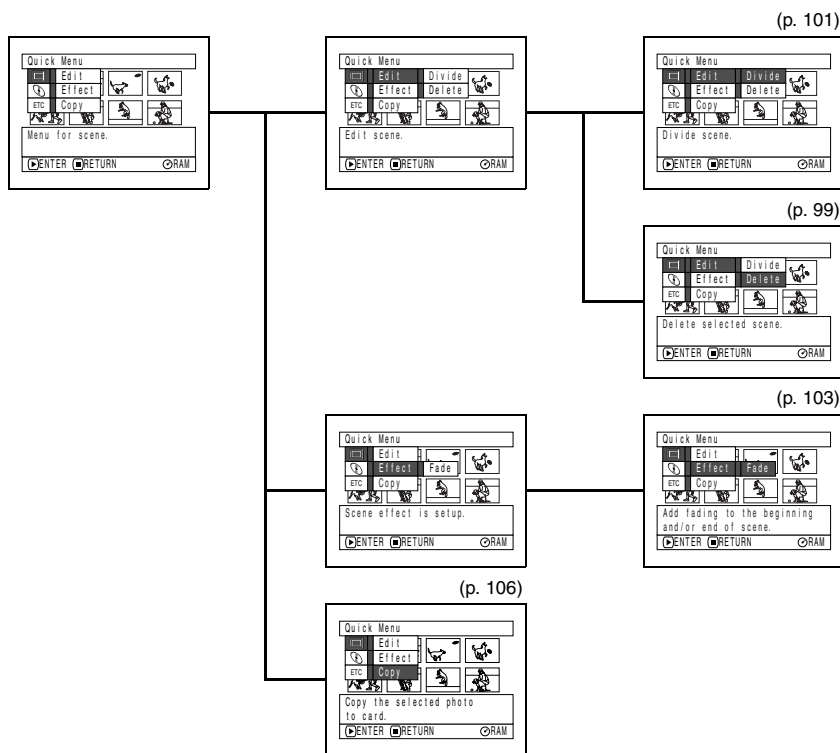 (p. 101)
Quick Menu
Edit
Effect
ETC Copy
Menu for scene.
ENTER RETURN RAM
Quick Menu
Edit Divide
Effect Delete
ETC Copy
Edit scene.
ENTER RETURN RAM
Quick Menu
Edit Divide
Effect Delete
ETC Copy
Divide scene.
ENTER RETURN RAM
(p. 99)
Quick Menu
Edit Divide
Effect Delete
ETC Copy
Delete selected scene.
ENTER RETURN RAM
(p. 103)
Quick Menu
Edit
Effect Fade
ETC Copy
Scene effect is setup.
ENTER RETURN RAM
Quick Menu
Edit
Effect Fade
ETC Copy
Add fading to the beginning
and/or end of scene.
ENTER RETURN RAM
(p. 106)
Quick Menu
Edit
Effect
ETC Copy
Copy the selected photo
to card.
ENTER RETURN RAM